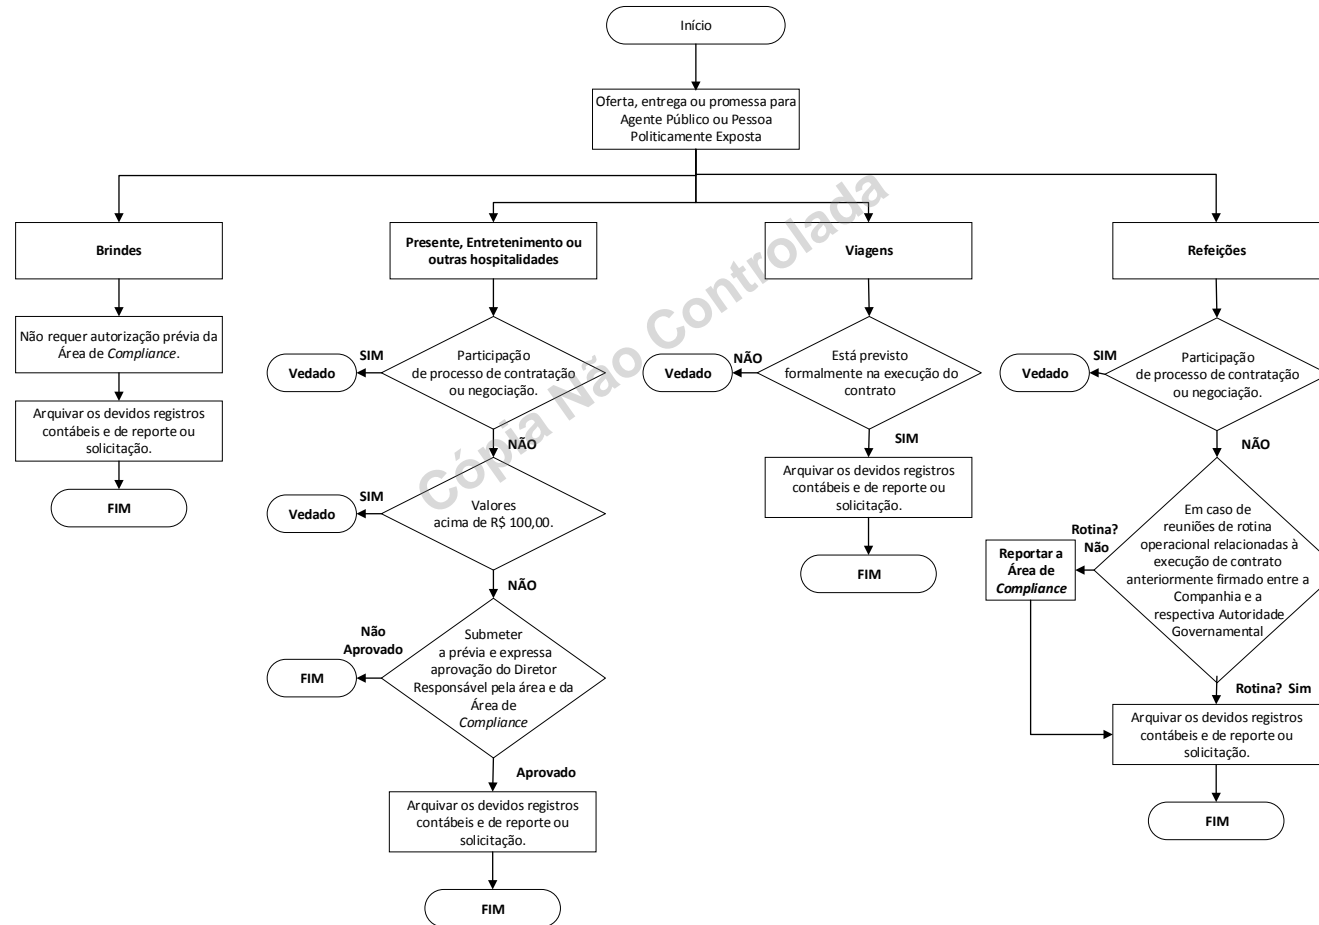 Início
Oferta, entrega ou promessa para
Agente Público ou Pessoa
Politicamente Exposta
Brindes
Não requer autorização prévia da
Área de Compliance.
Arquivar os devidos registros
contábeis e de reporte ou
solicitação.
FIM
Presente, Entretenimento ou
outras hospitalidades
Participação
de processo de contratação
ou negociação.
SIM
Vedado
NÃO
Valores
acima de R$ 100,00.
SIM
Vedado
NÃO
Submeter
a prévia e expressa
aprovação do Diretor
Responsável pela área e da
Área de
Compliance
Não
Aprovado
FIM
Aprovado
Arquivar os devidos registros
contábeis e de reporte ou
solicitação.
FIM
Viagens
Está previsto
formalmente na execução do
contrato
NÃO
Vedado
SIM
Arquivar os devidos registros
contábeis e de reporte ou
solicitação.
FIM
Refeições
Participação
de processo de contratação
ou negociação.
SIM
Vedado
NÃO
Em caso de
reuniões de rotina
operacional relacionadas à
execução de contrato
anteriormente firmado entre a
Companhia e a
respectiva Autoridade
Governamental
Rotina?
Não
Reportar a
Área de
Compliance
Rotina? Sim
Arquivar os devidos registros
contábeis e de reporte ou
solicitação.
FIM
Cópia Não Controlada